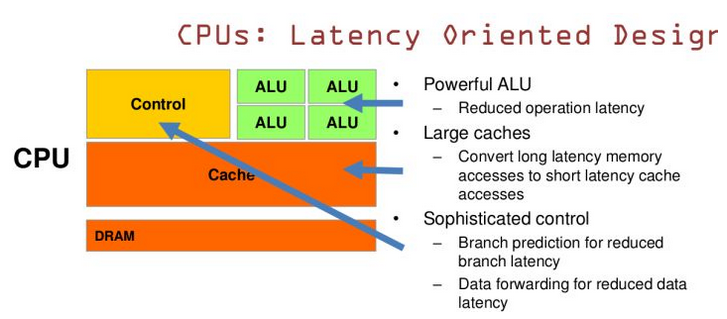 CPUs: Latency Oriented Design
Control
ALU
ALU
ALU
ALU
CPU
Cache
DRAM
• Powerful ALU
– Reduced operation latency
• Large caches
– Convert long latency memory
accesses to short latency cache
accesses
• Sophisticated control
– Branch prediction for reduced
branch latency
– Data forwarding for reduced data
latency